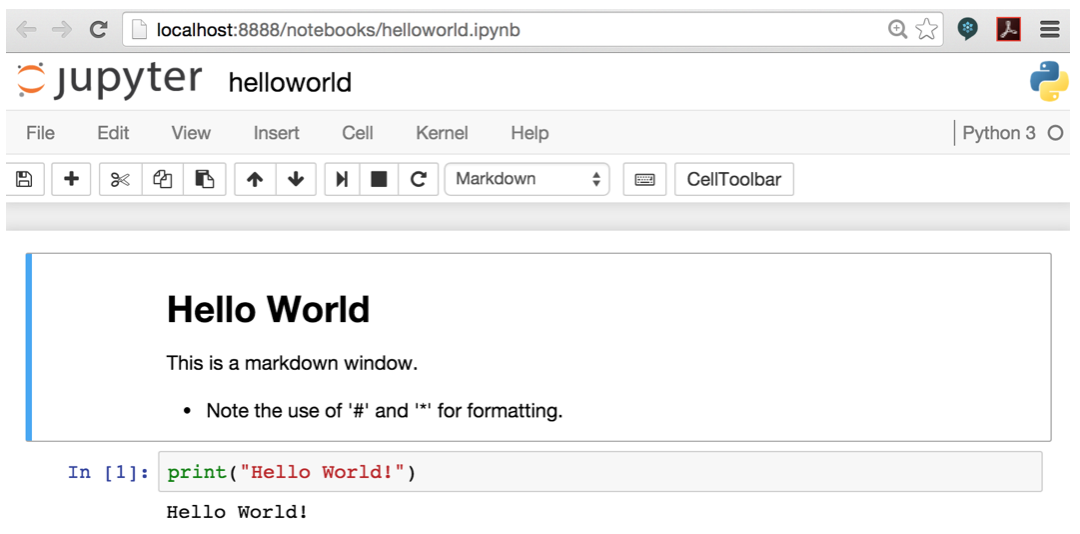 localhost:8888/notebooks/helloworld.ipynb
jupyter helloworld
File Edit View Insert Cell Kernel Help Python 3
Markdown CellToolbar
Hello World
This is a markdown window.
• Note the use of '#' and '*' for formatting.
In [1]: print("Hello World!")
Hello World!